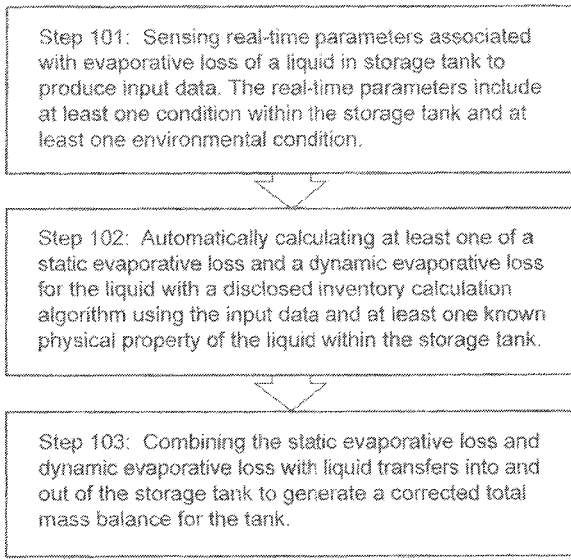 Step 101: Sensing real-time parameters associated
with evaporative loss of a liquid in storage tank to
produce input data. The real-time parameters include
at least one condition within the storage tank and at
least one environmental condition.
Step 102: Automatically calculating at least one of a
static evaporative loss and a dynamic evaporative loss
for the liquid with a disclosed inventory calculation
algorithm using the input data and at least one known
physical property of the liquid within the storage tank.
Step 103: Combining the static evaporative loss and
dynamic evaporative loss with liquid transfers into and
out of the storage tank to generate a corrected total
mass balance for the tank.